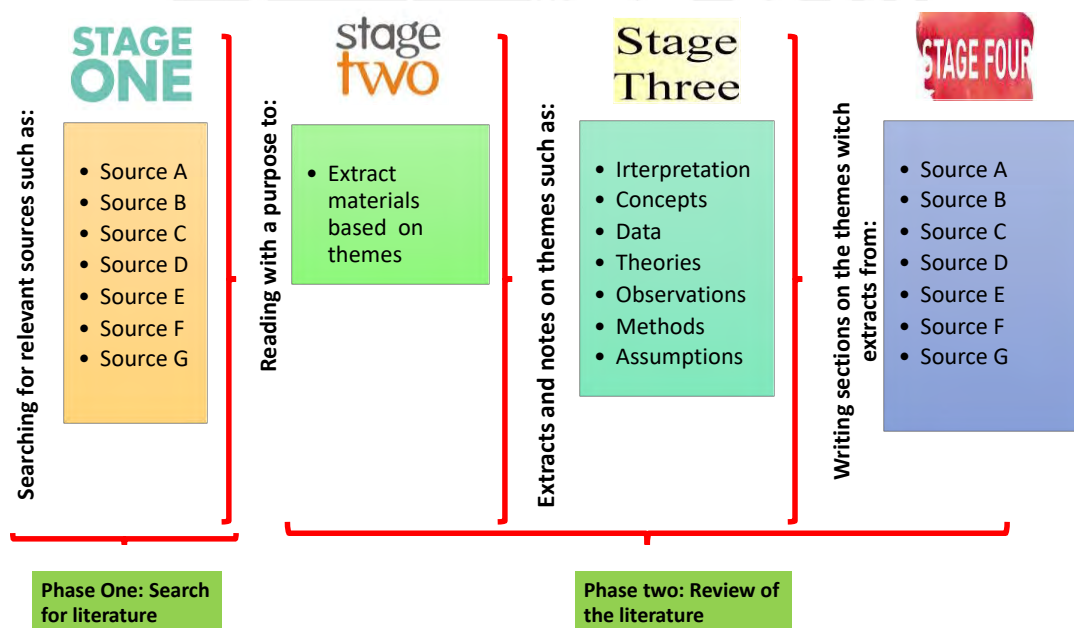 STAGE
ONE
Searching for relevant sources such as:
• Source A
• Source B
• Source C
• Source D
• Source E
• Source F
• Source G
stage
two
Reading with a purpose to:
• Extract
materials
based on
themes
Stage
Three
Extracts and notes on themes such as:
• Irterpretation
• Concepts
• Data
• Theories
• Observations
• Methods
• Assumptions
STAGE FOUR
Writing sections on the themes witch
extracts from:
• Source A
• Source B
• Source C
• Source D
• Source E
• Source F
• Source G
Phase One: Search
for literature
Phase two: Review of
the literature